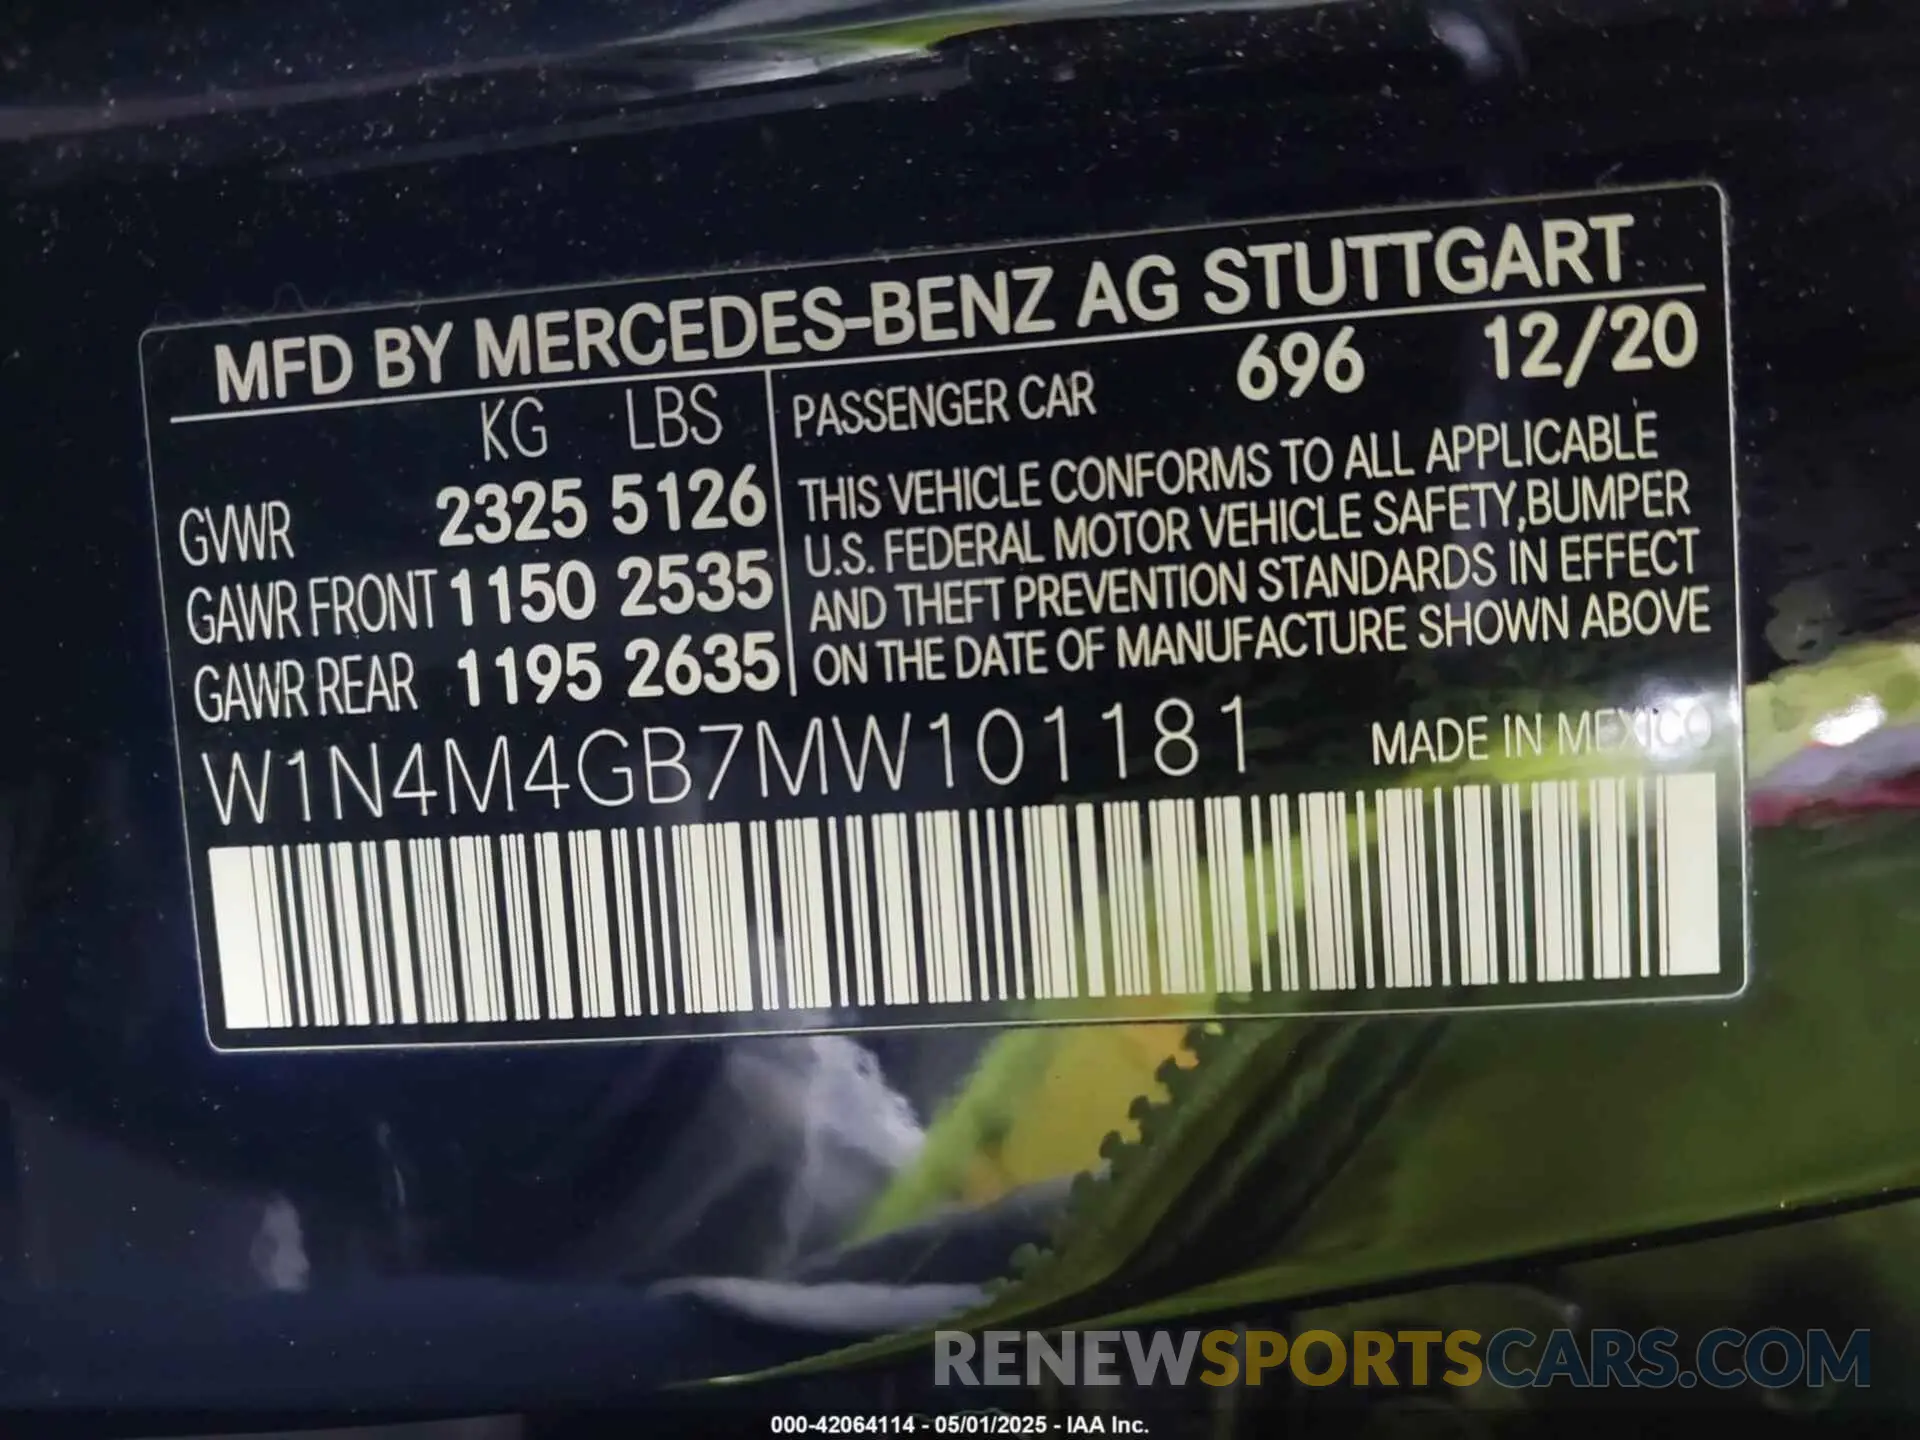 MFD BY MERCEDES-BENZ AG STUTTGART
KG LBS
GVWR 2325 5126
GAWR FRONT 1150 2535
GAWR REAR 1195 2635
PASSENGER CAR 696 12/20
THIS VEHICLE CONFORMS TO ALL APPLICABLE
U.S. FEDERAL MOTOR VEHICLE SAFETY,BUMPER
AND THEFT PREVENTION STANDARDS IN EFFECT
ON THE DATE OF MANUFACTURE SHOWN ABOVE
W1N4M4GB7MW101181 MADE IN MEXICO
RENEWSPORTSCARS.COM
000-42064114 - 05/01/2025 - IAA Inc.